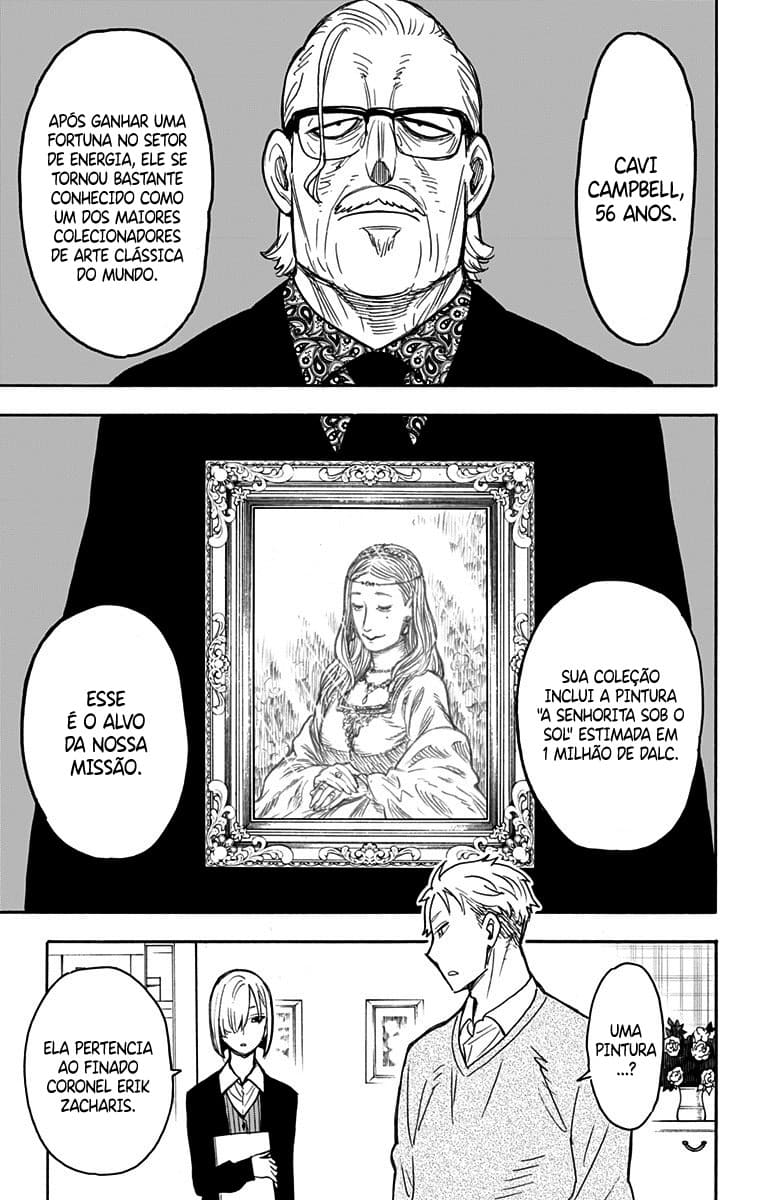 CAVI
CAMPBELL,
56 ANOS.
APÓS GANHAR UMA
FORTUNA NO SETOR
DE ENERGIA, ELE SE
TORNOU BASTANTE
CONHECIDO COMO
UM DOS MAIORES
COLECIONADORES
DE ARTE CLÁSSICA
DO MUNDO.
SUA COLEÇÃO
INCLUI A PINTURA
"A SENHORITA SOB O
SOL" ESTIMADA EM
1 MILHÃO DE DALC.
ESSE
É O ALVO
DA NOSSA
MISSÃO.
UMA
PINTURA
...?
ELA PERTENCIA
AO FINADO
CORONEL ERIK
ZACHARIS.